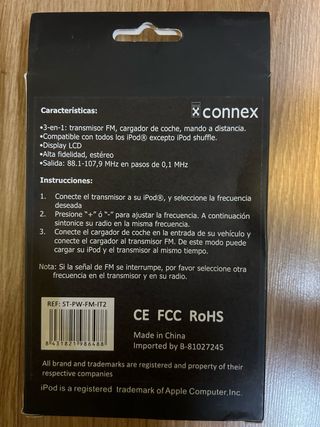 Características:
connex
•3-en-1: transmisor FM, cargador de coche, mando a distancia.
•Compatible con todos los iPod® excepto iPod shuffle.
•Display LCD
•Alta fidelidad, estéreo
•Salida: 88.1-107,9 MHz en pasos de 0,1 MHz
Instrucciones:
1. Conecte el transmisor a su iPod®, y seleccione la frecuencia
deseada
2. Presione "+" ó "-" para ajustar la frecuencia. A continuación
sintonice su radio en la misma frecuencia.
3. Conecte el cargador de coche en la entrada de su vehículo y
conecte el cargador al transmisor FM. De este modo puede
cargar su iPod y el transmisor al mismo tiempo.
Nota: Si la señal de FM se interrumpe, por favor seleccione otra
frecuencia en el transmisor y en su radio.
REF: ST-PW-FM-IT2
8431821986488
CE FCC RoHS
Made in China
Imported by B-81027245
All brand and trademarks are registered and property of their
respective companies
iPod is a registered trademark of Apple Computer,Inc.